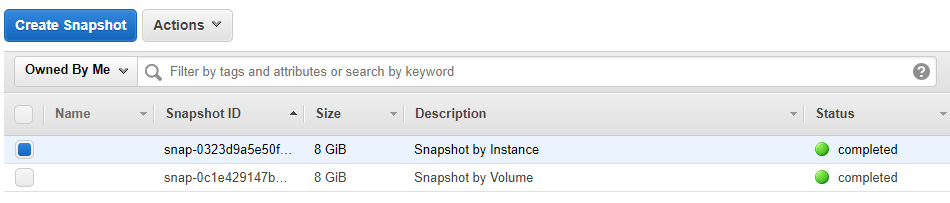 Create Snapshot Actions
Owned By Me Filter by tags and attributes or search by keyword ?
Name Snapshot ID Size Description Status
snap-0323d9a5e50f… 8 GiB Snapshot by Instance completed
snap-0c1e429147b… 8 GiB Snapshot by Volume completed